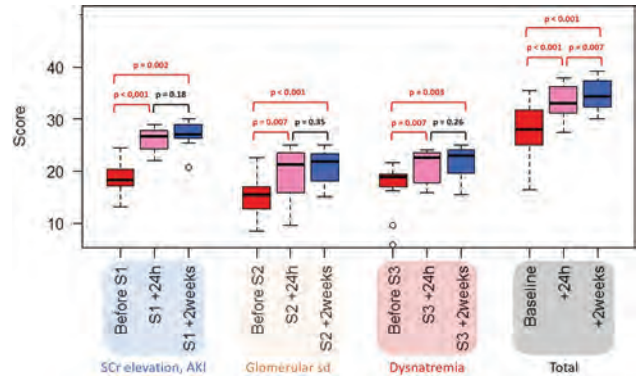 p < 0.001
p = 0.002
p < 0.001
p = 0.003
p < 0.001
p = 0.007
p < 0,001
p = 0.18
p = 0.007
p = 0.35
p = 0.007
p = 0.26
Score
40
30
20
10
Before S1
S1 +24h
S1 +2weeks
Before S2
S2 +24h
S2 +2weeks
Before S3
S3 +24h
S3 +2weeks
Baseline
+24h
+2weeks
SCr elevation, AKI
Glomerular sd
Dysnatremia
Total